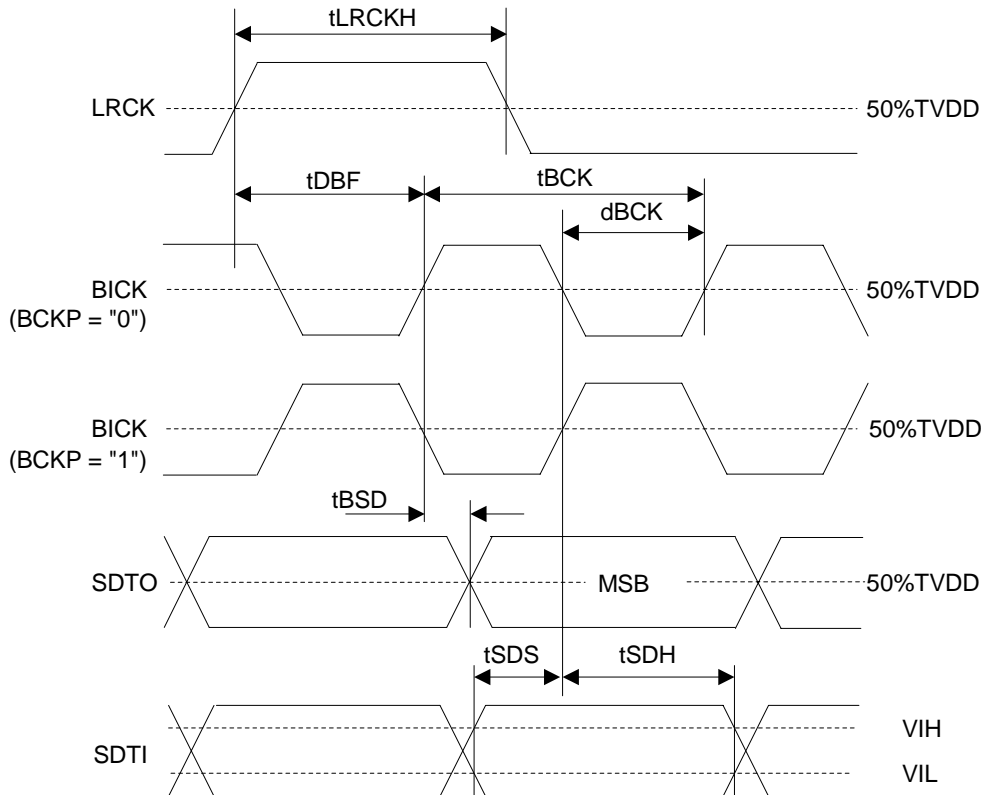 tLRCKH
LRCK
50%TVDD
tDBF
tBCK
dBCK
BICK
(BCKP = "0")
50%TVDD
BICK
(BCKP = "1")
50%TVDD
tBSD
SDTO
MSB
50%TVDD
tSDS
tSDH
SDTI
VIH
VIL